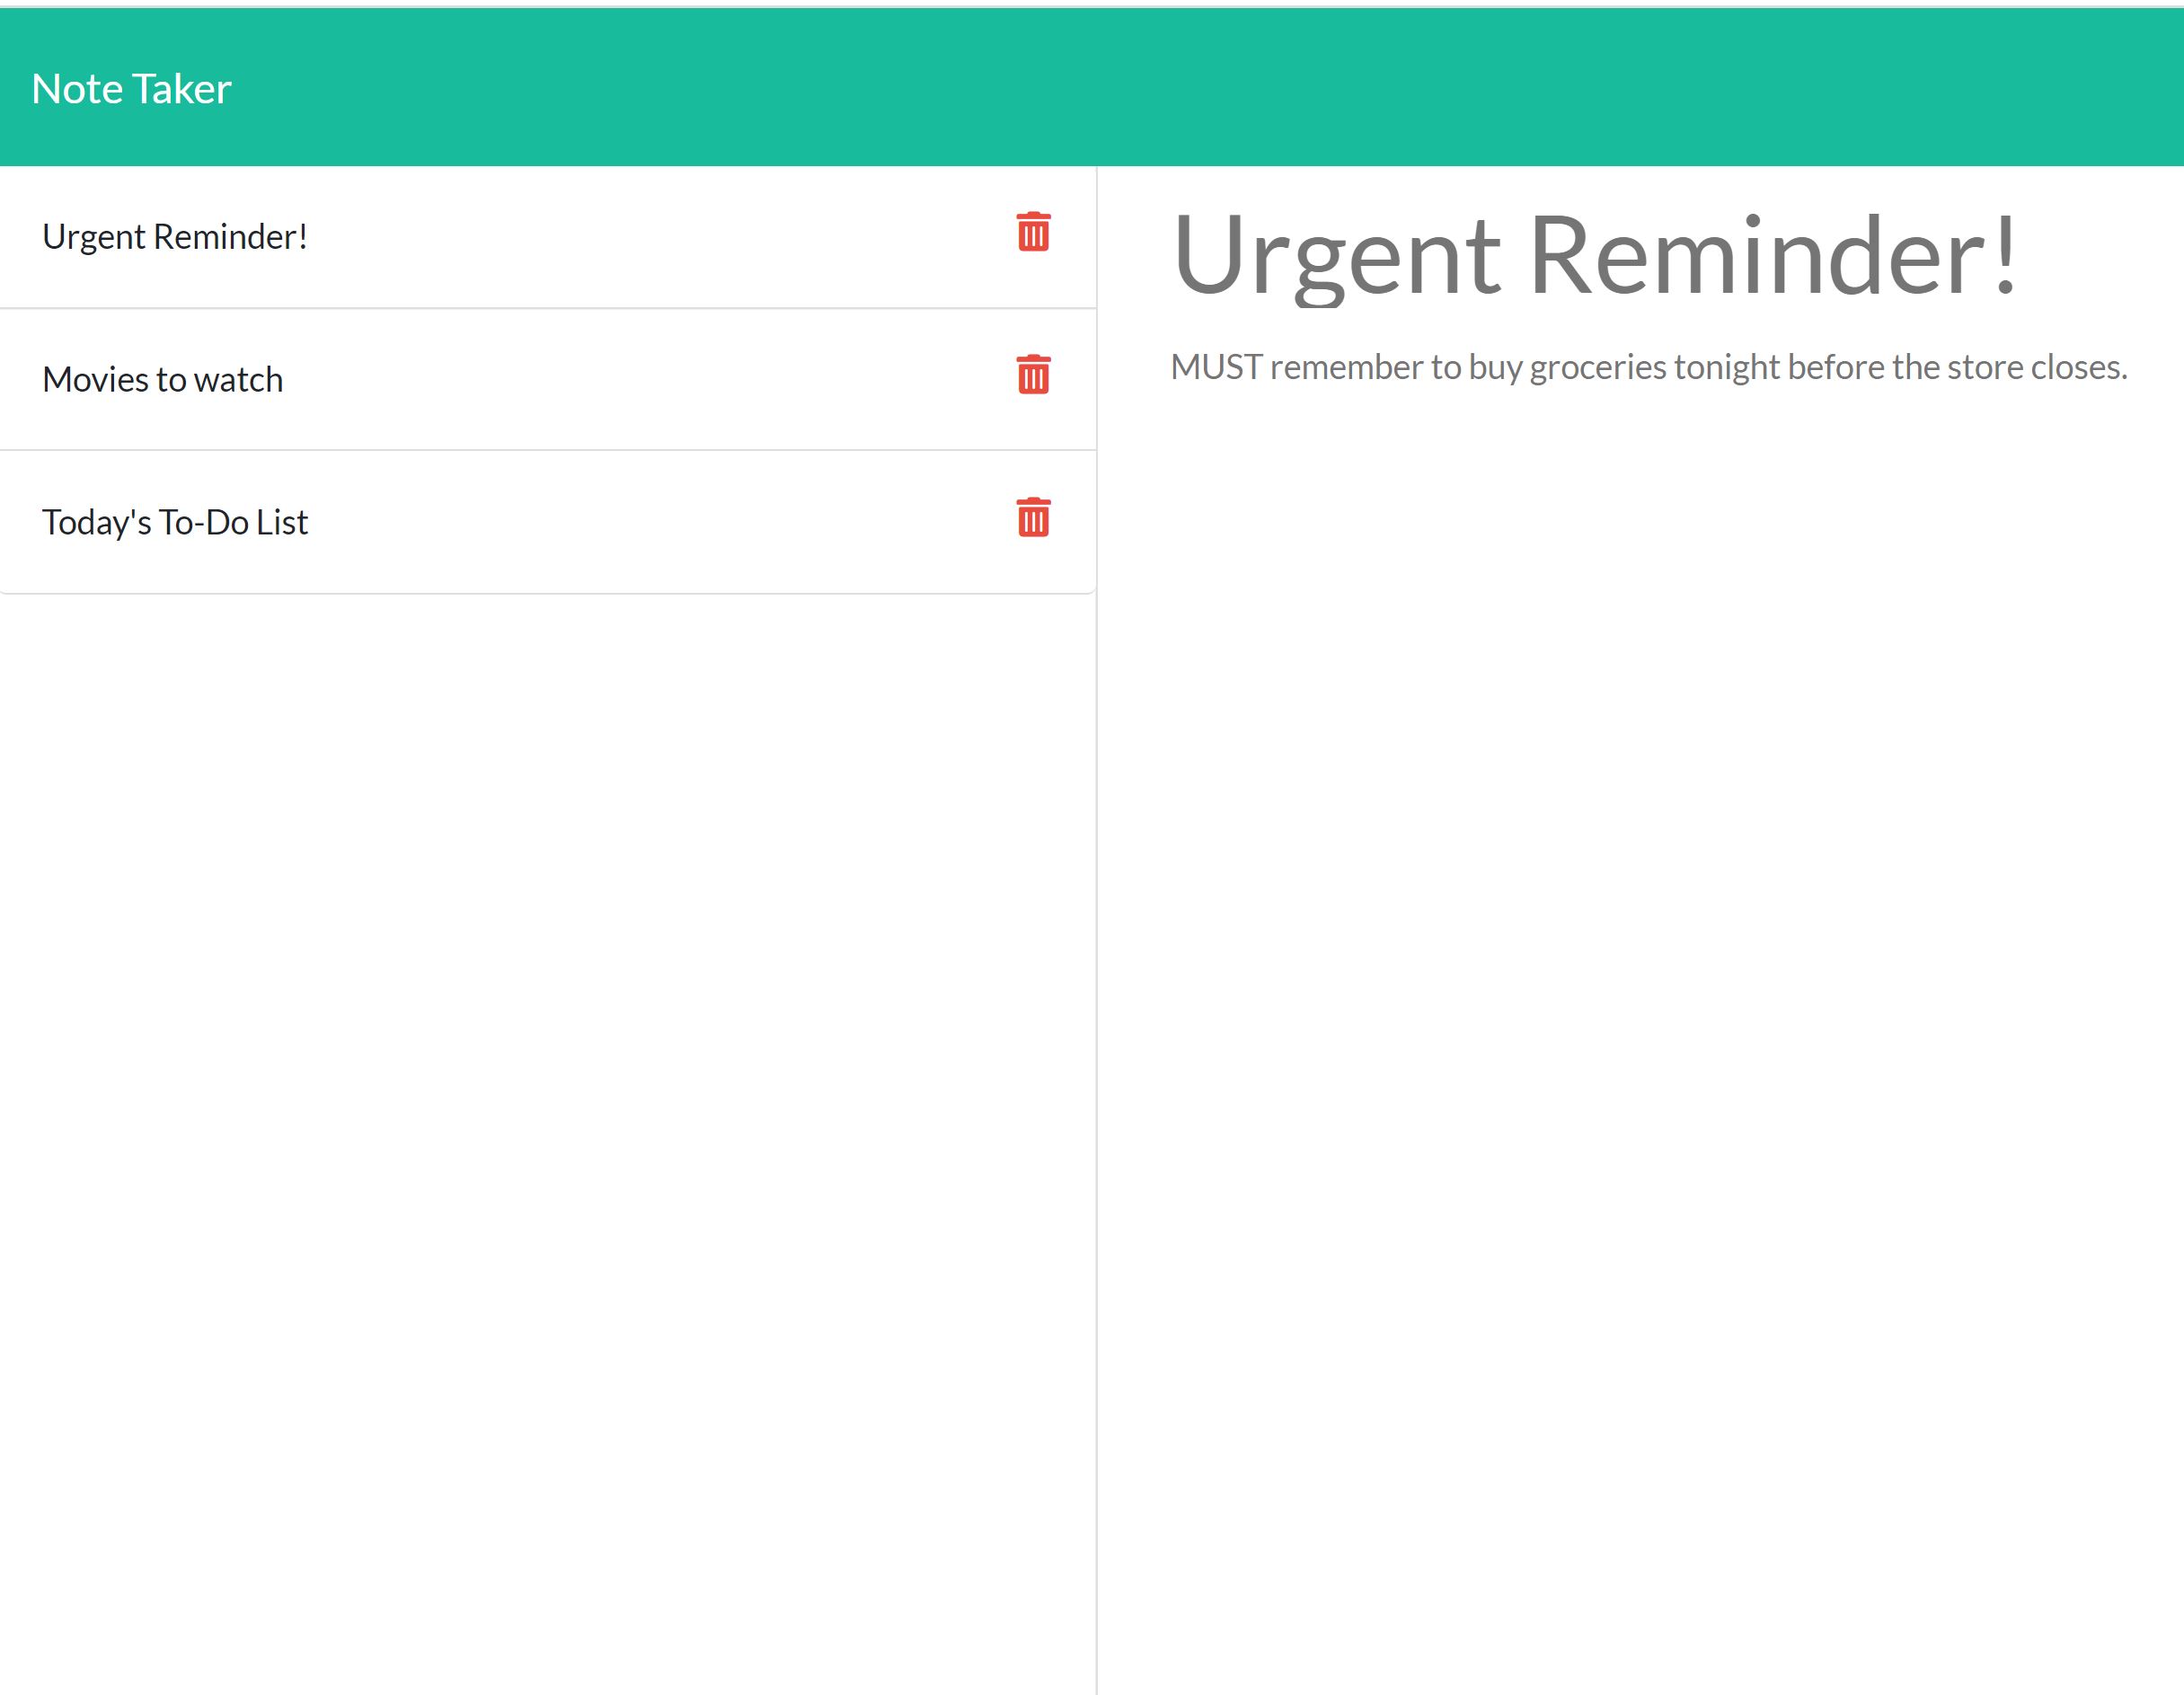 Note Taker
Urgent Reminder!
Movies to watch
Today's To-Do List
Urgent Reminder!
MUST remember to buy groceries tonight before the store closes.